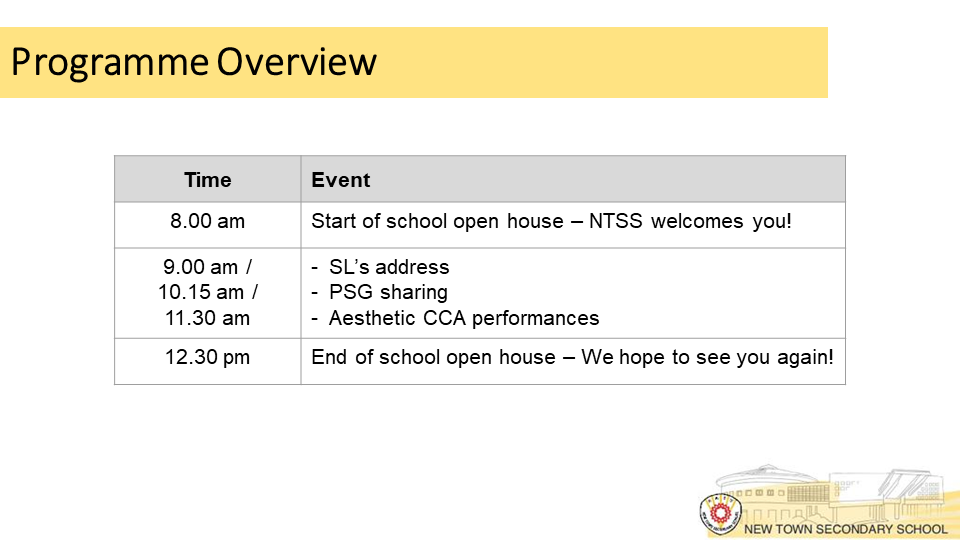 Programme Overview
Time Event
8.00 am Start of school open house – NTSS welcomes you!
9.00 am / - SL’s address
10.15 am / - PSG sharing
11.30 am - Aesthetic CCA performances
12.30 pm End of school open house – We hope to see you again!
NEW TOWN SECONDARY SCHOOL